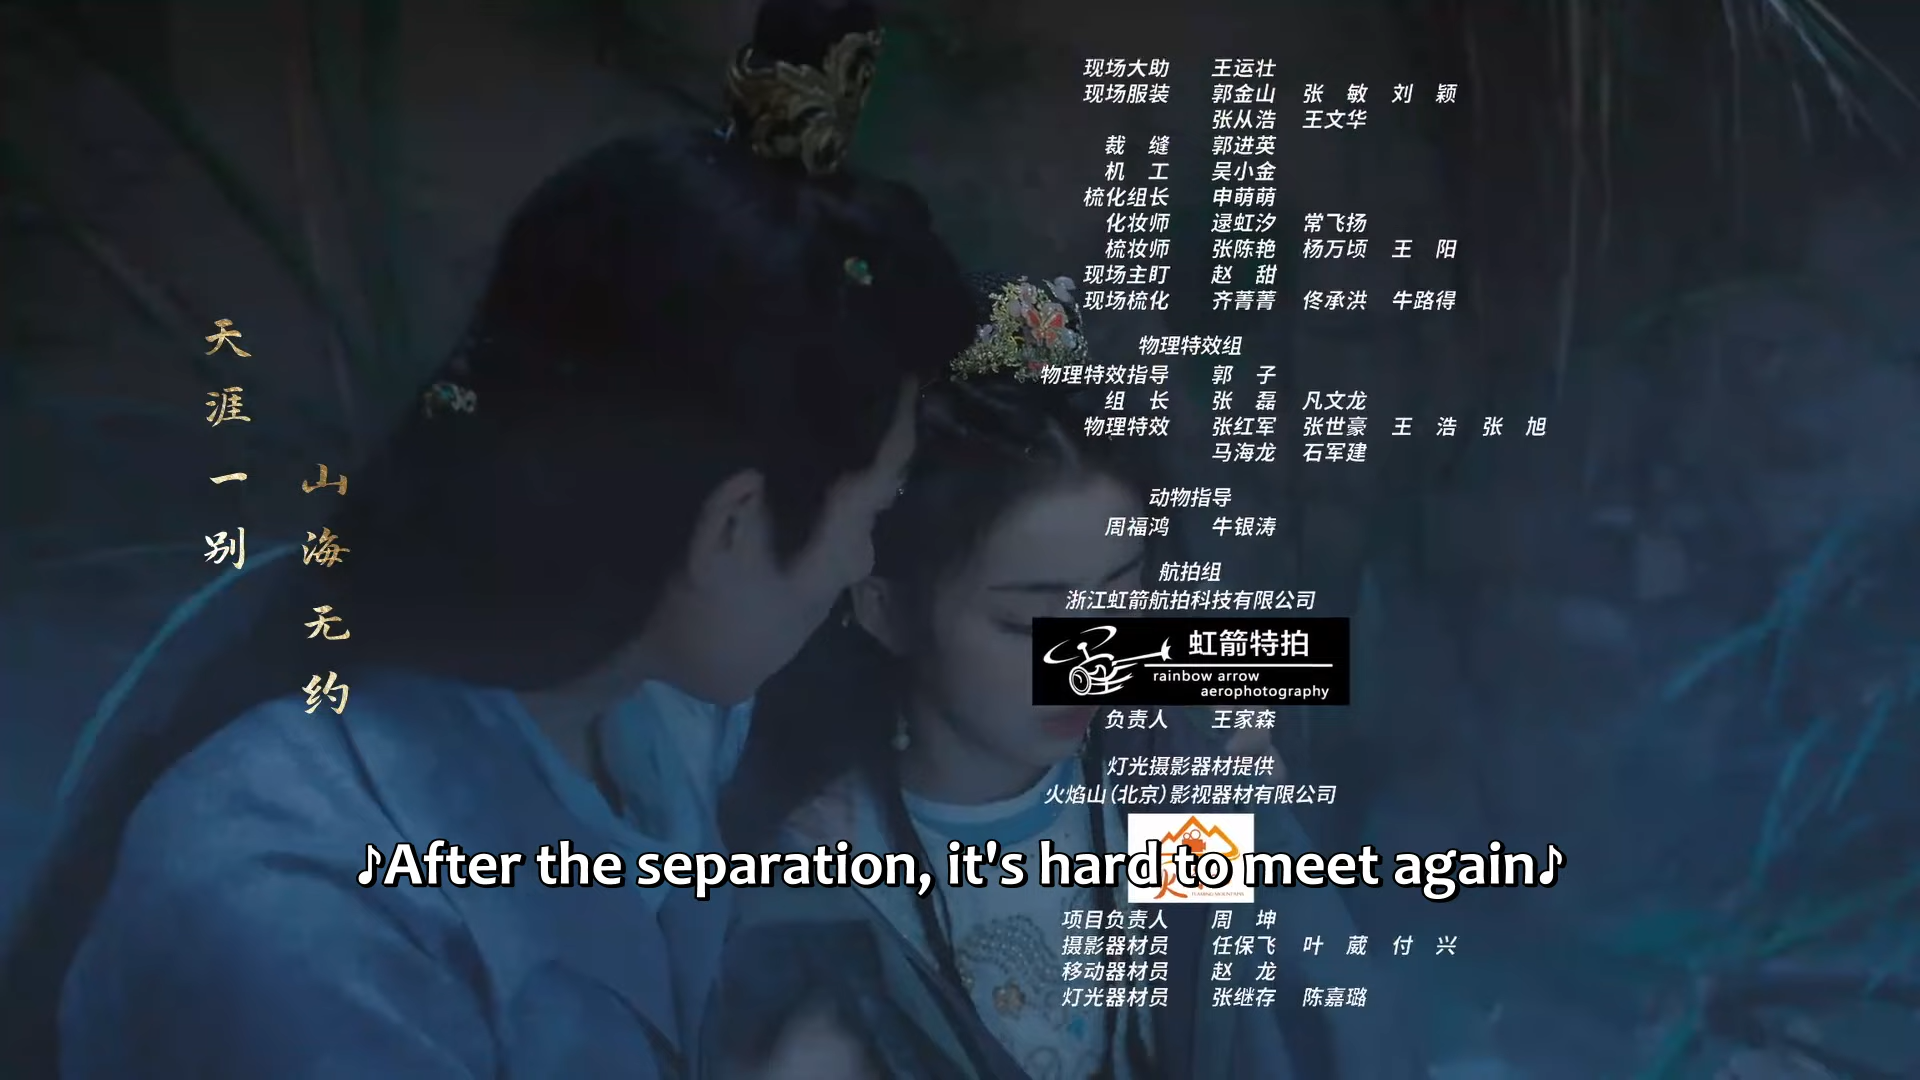 天涯一别
山海无约
现场大助 王运壮
现场服装 郭金山 张 敏 刘 颖
张从浩 王文华
裁 缝 郭进英
机 工 吴小金
梳化组长 申萌萌
化妆师 逯虹汐 常飞扬
梳妆师 张陈艳 杨万顷 王 阳
现场主盯 赵 甜
现场梳化 齐菁菁 佟承洪 牛路得
物理特效组
物理特效指导 郭 子
组 长 张 磊 凡文龙
物理特效 张红军 张世豪 王 浩 张 旭
马海龙 石军建
动物指导
周福鸿 牛银涛
航拍组
浙江虹箭航拍科技有限公司
虹箭特拍
rainbow arrow
aerophotography
负责人 王家森
灯光摄影器材提供
火焰山(北京)影视器材有限公司
♪After the separation, it's hard to meet again♪
项目负责人 周 坤
摄影器材员 任保飞 叶 葳 付 兴
移动器材员 赵 龙
灯光器材员 张继存 陈嘉璐